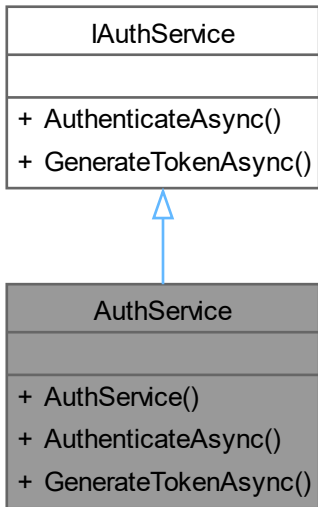 IAuthService
+ AuthenticateAsync()
+ GenerateTokenAsync()
AuthService
+ AuthService()
+ AuthenticateAsync()
+ GenerateTokenAsync()